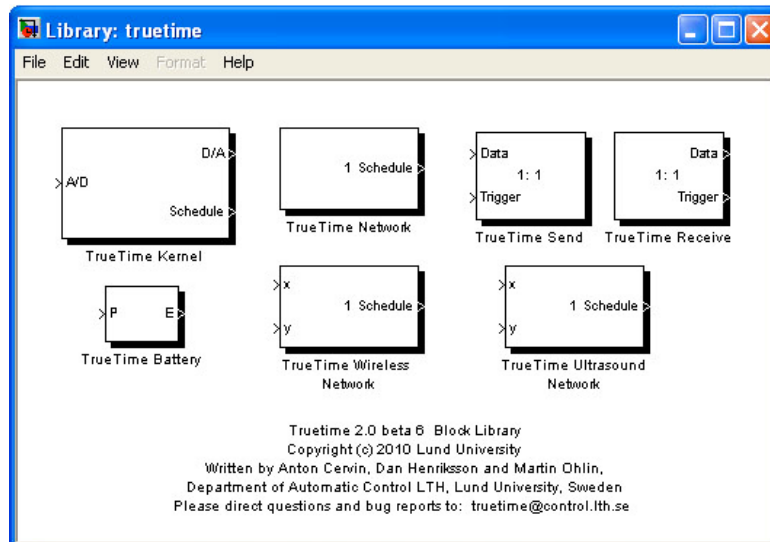 Library: truetime
File Edit View Format Help
D/A
A/D
Schedule
TrueTime Kernel
1 Schedule
TrueTime Network
Data
1: 1
Trigger
TrueTime Send
Data
1: 1
Trigger
TrueTime Receive
P E
TrueTime Battery
x
1 Schedule
y
TrueTime Wireless
Network
x
1 Schedule
y
TrueTime Ultrasound
Network
Truetime 2.0 beta 6 Block Library
Copyright (c) 2010 Lund University
Written by Anton Cervin, Dan Henriksson and Martin Ohlin,
Department of Automatic Control LTH, Lund University, Sweden
Please direct questions and bug reports to: truetime@control.lth.se